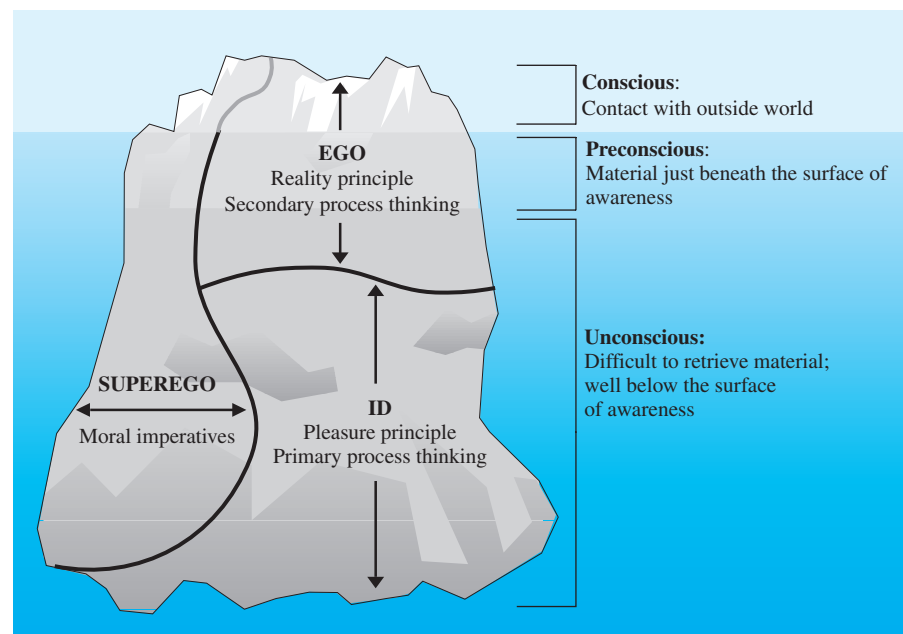 Conscious:
Contact with outside world
Preconscious:
Material just beneath the surface of
awareness
EGO
Reality principle
Secondary process thinking
Unconscious:
Difficult to retrieve material;
well below the surface
of awareness
SUPEREGO
Moral imperatives
ID
Pleasure principle
Primary process thinking